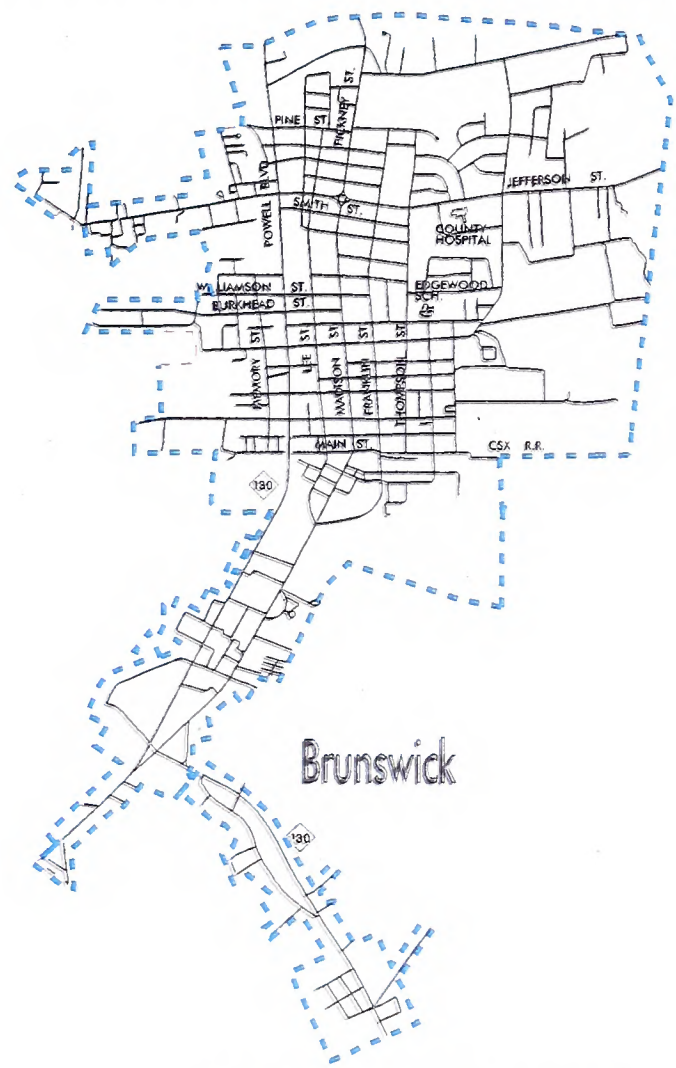 PINE ST.
PICKNEY ST.
POWELL BLVD
JEFFERSON ST.
SMITH ST.
COUNTY
HOSPITAL
WILLIAMSON ST.
EDGEWOOD
SCH.
BURKHEAD ST.
MEMORY ST.
LEE ST.
MADISON ST.
FRANKLIN ST.
THOMPSON ST.
MAIN ST.
CSX R.R.
130
Brunswick
130